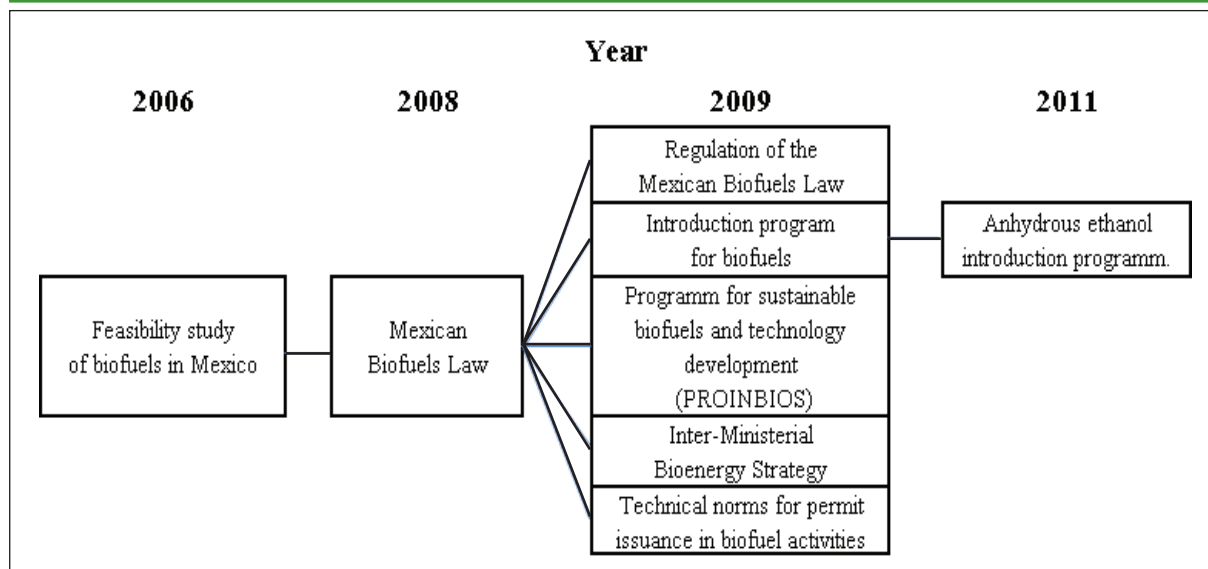 Year
2006
2008
2009
2011
Feasibility study
of biofuels in Mexico
Mexican
Biofuels Law
Regulation of the
Mexican Biofuels Law
Introduction program
for biofuels
Programm for sustainable
biofuels and technology
development
(PROINBIOS)
Inter-Ministerial
Bioenergy Strategy
Technical norms for permit
issuance in biofuel activities
Anhydrous ethanol
introduction programm.